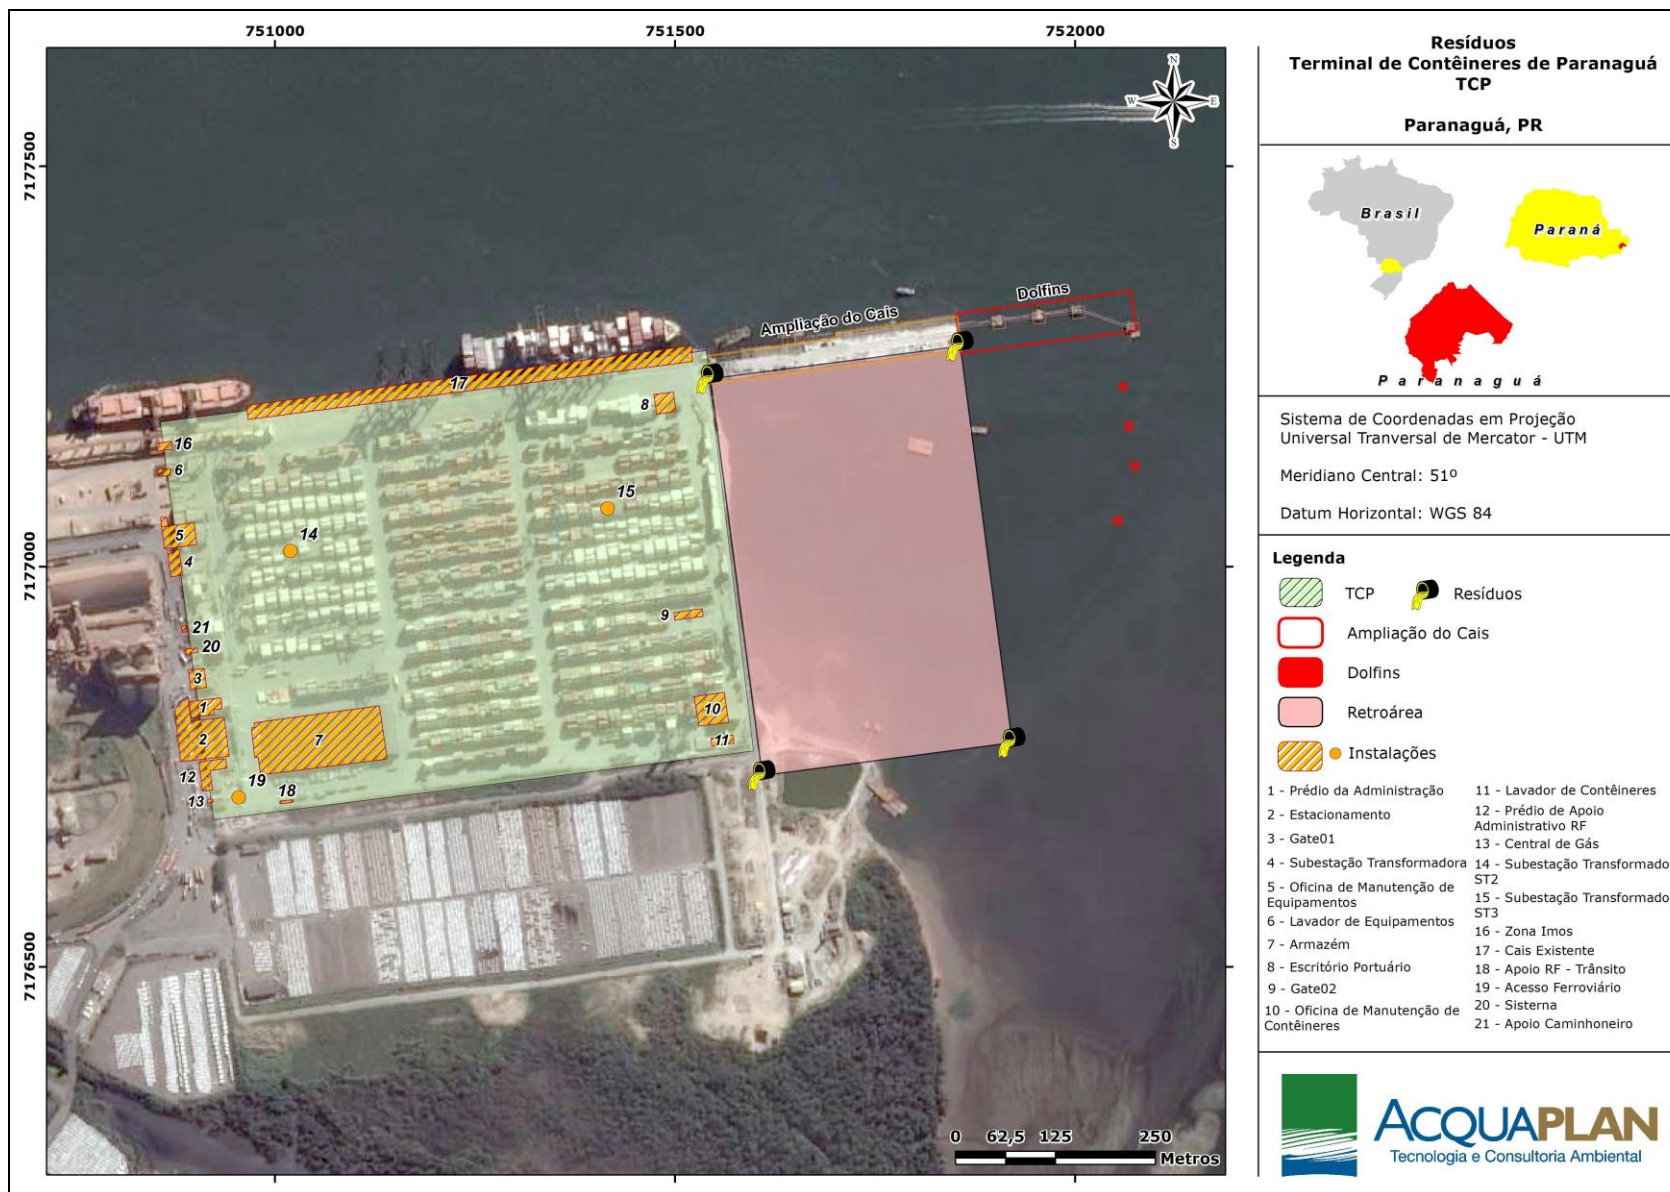 751000
751500
752000
7177500
7177000
7176500
N
W
E
S
Dolfins
Ampliação do Cais
17
8
16
6
15
14
5
4
9
21
20
3
1
2
7
10
11
12
19
18
13
0 62,5 125 250
Metros
Resíduos
Terminal de Contêineres de Paranaguá
TCP
Paranaguá, PR
Brasil
Paraná
Paranaguá
Sistema de Coordenadas em Projeção
Universal Tranversal de Mercator - UTM
Meridiano Central: 51º
Datum Horizontal: WGS 84
Legenda
TCP
Resíduos
Ampliação do Cais
Dolfins
Retroárea
Instalações
1 - Prédio da Administração
2 - Estacionamento
3 - Gate01
4 - Subestação Transformadora
5 - Oficina de Manutenção de
Equipamentos
6 - Lavador de Equipamentos
7 - Armazém
8 - Escritório Portuário
9 - Gate02
10 - Oficina de Manutenção de
Contêineres
11 - Lavador de Contêineres
12 - Prédio de Apoio
Administrativo RF
13 - Central de Gás
14 - Subestação Transformado
ST2
15 - Subestação Transformado
ST3
16 - Zona Imos
17 - Cais Existente
18 - Apoio RF - Trânsito
19 - Acesso Ferroviário
20 - Sisterna
21 - Apoio Caminhoneiro
ACQUAPLAN
Tecnologia e Consultoria Ambiental